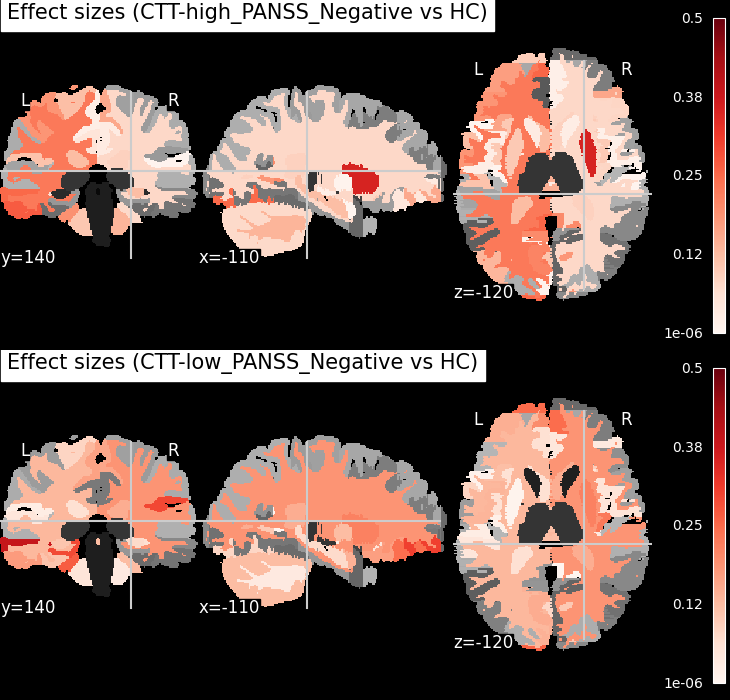 Effect sizes (CTT-high_PANSS_Negative vs HC)
0.5
L R
L R
0.38
0.25
0.12
y=140
x=-110
z=-120
1e-06
Effect sizes (CTT-low_PANSS_Negative vs HC)
0.5
L R
L R
0.38
0.25
0.12
y=140
x=-110
z=-120
1e-06